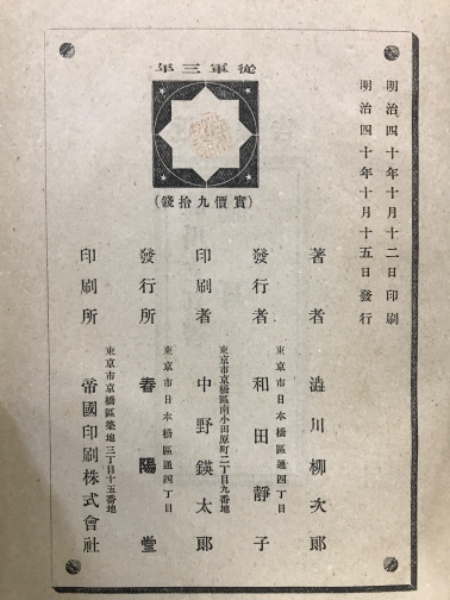 明治四十年十月十二日印刷
明治四十年十月十五日發行
從軍三年
(實價九拾錢)
著者 澁川柳次郎
東京市日本橋區通四丁目
發行者 和田靜子
東京市京橋區南小田原町二丁目九番地
印刷者 中野鍈太郎
東京市日本橋區通四丁目
發行所 春陽堂
東京市京橋區築地三丁目十五番地
印刷所 帝國印刷株式會社